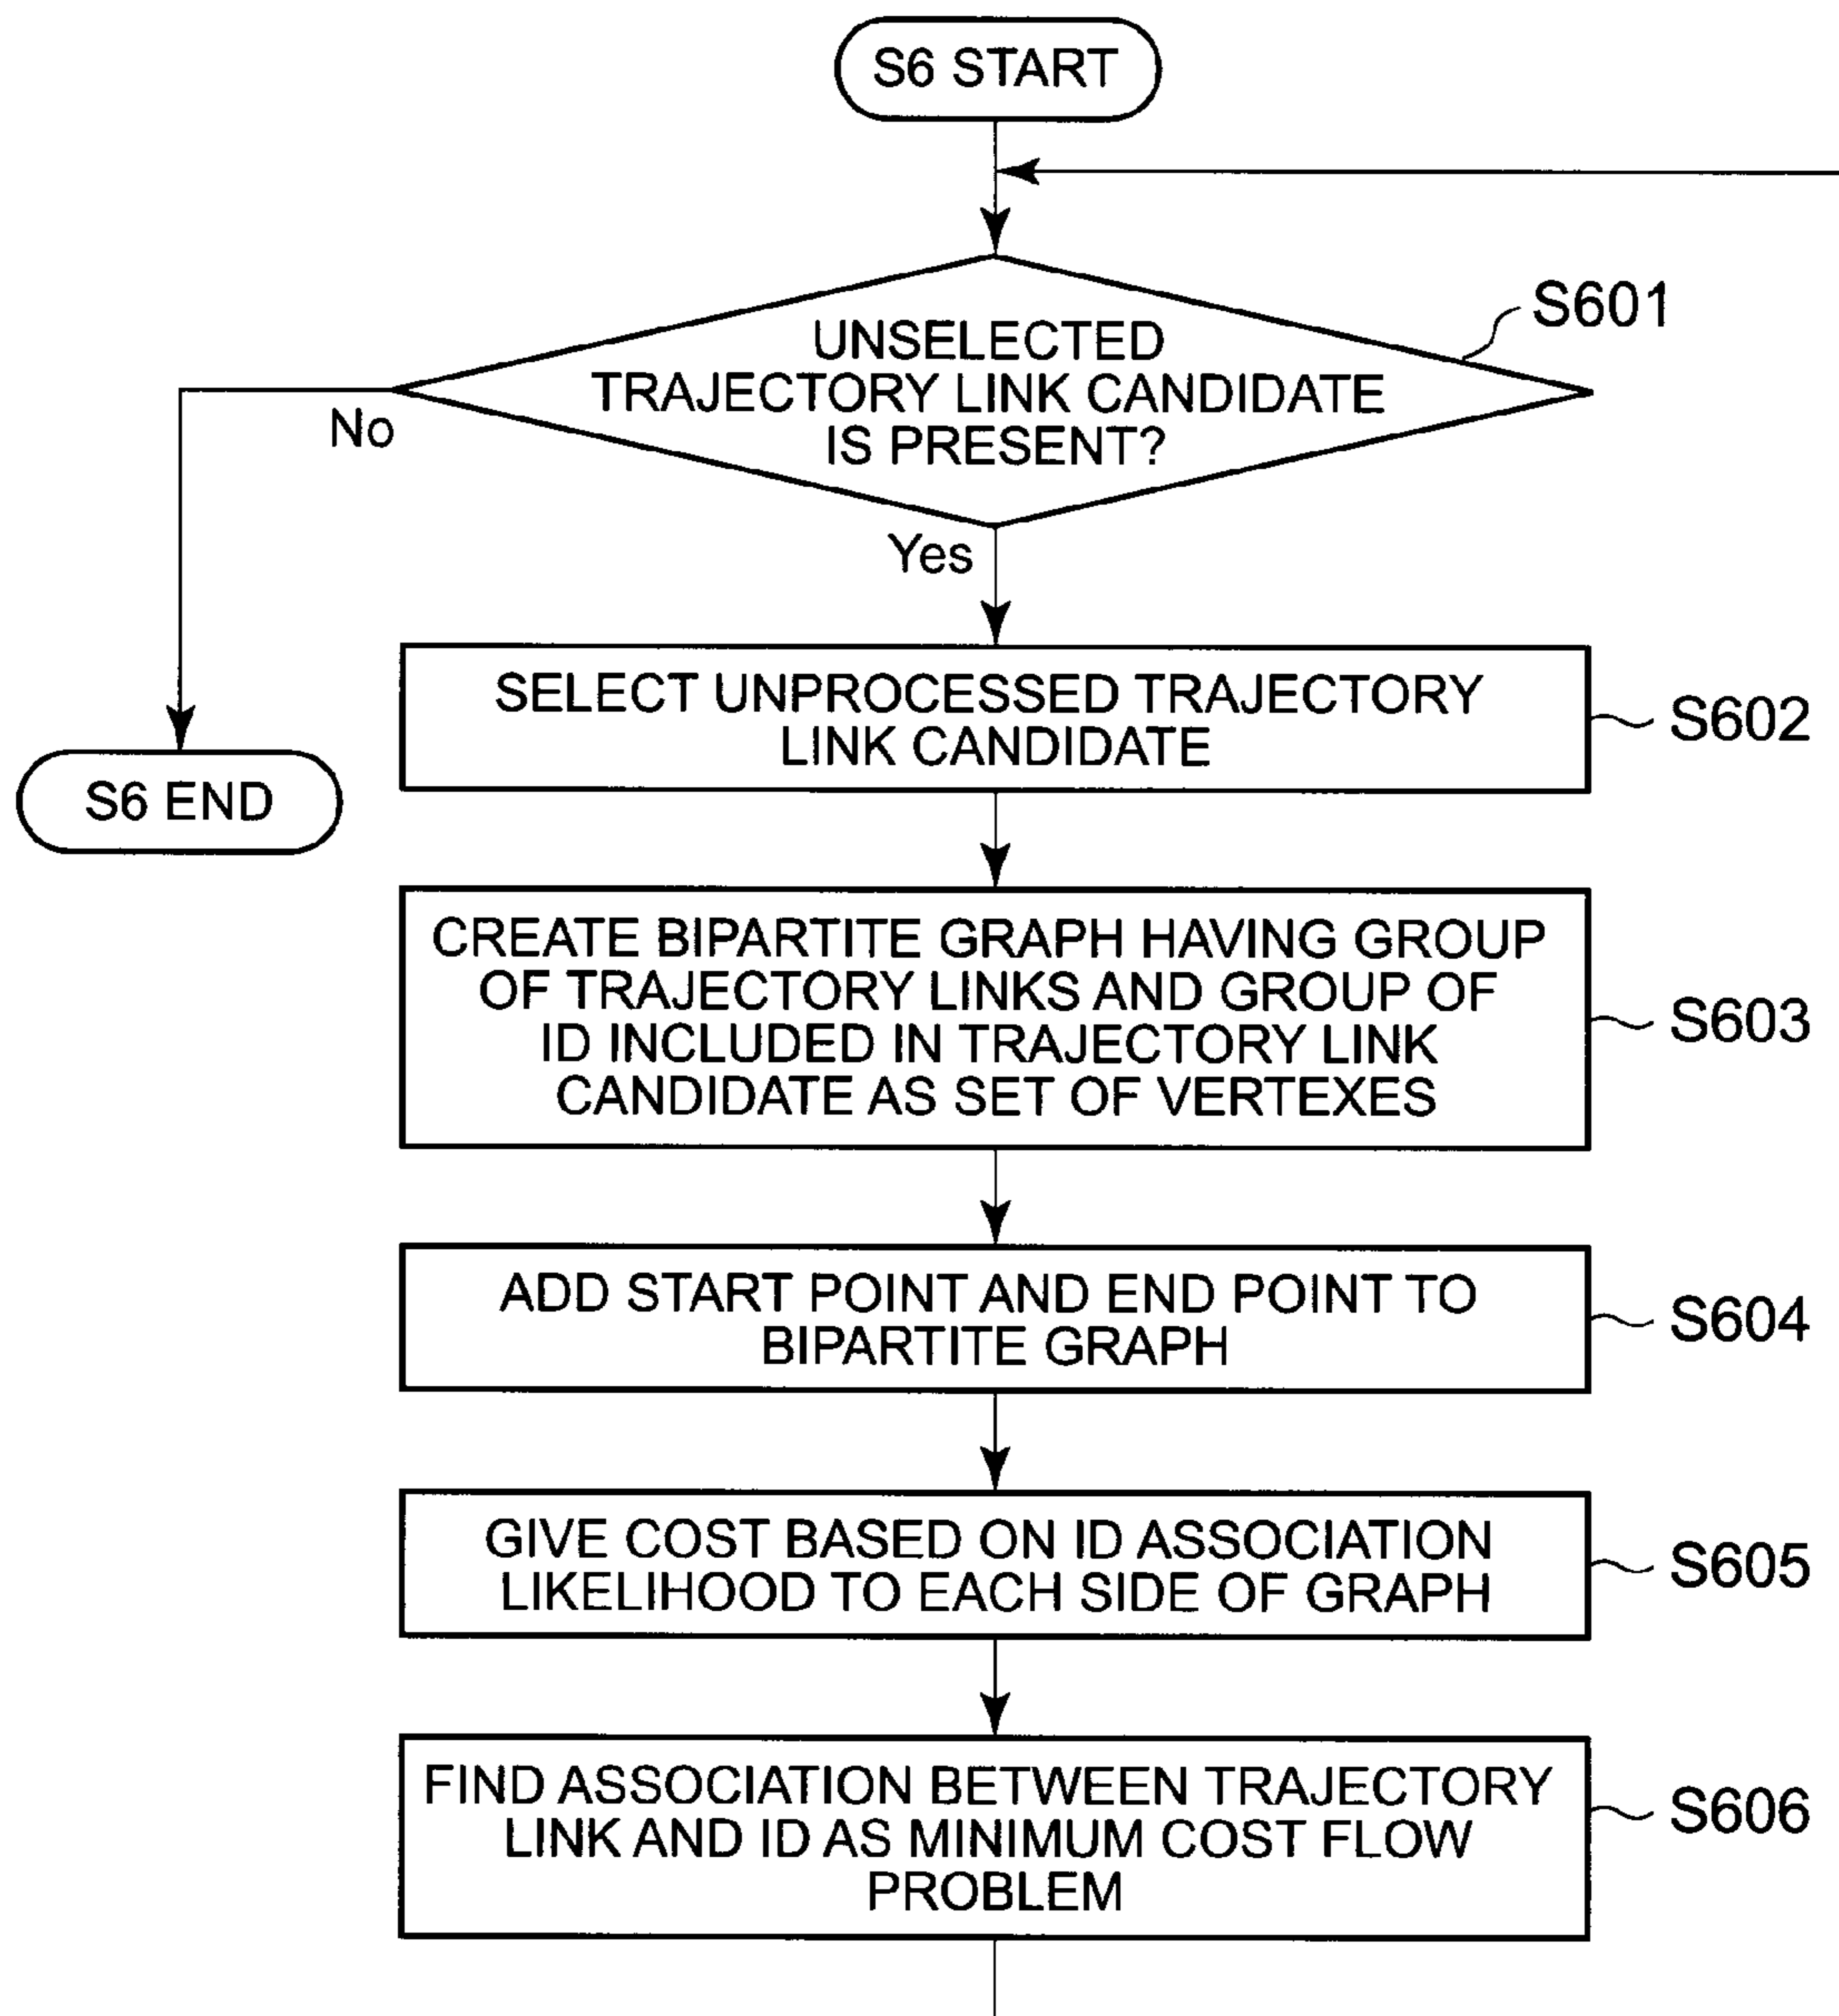 S6 START
S601
UNSELECTED
TRAJECTORY LINK CANDIDATE
IS PRESENT?
No
Yes
SELECT UNPROCESSED TRAJECTORY
LINK CANDIDATE
S602
S6 END
CREATE BIPARTITE GRAPH HAVING GROUP
OF TRAJECTORY LINKS AND GROUP OF
ID INCLUDED IN TRAJECTORY LINK
CANDIDATE AS SET OF VERTEXES
S603
ADD START POINT AND END POINT TO
BIPARTITE GRAPH
S604
GIVE COST BASED ON ID ASSOCIATION
LIKELIHOOD TO EACH SIDE OF GRAPH
S605
FIND ASSOCIATION BETWEEN TRAJECTORY
LINK AND ID AS MINIMUM COST FLOW
PROBLEM
S606